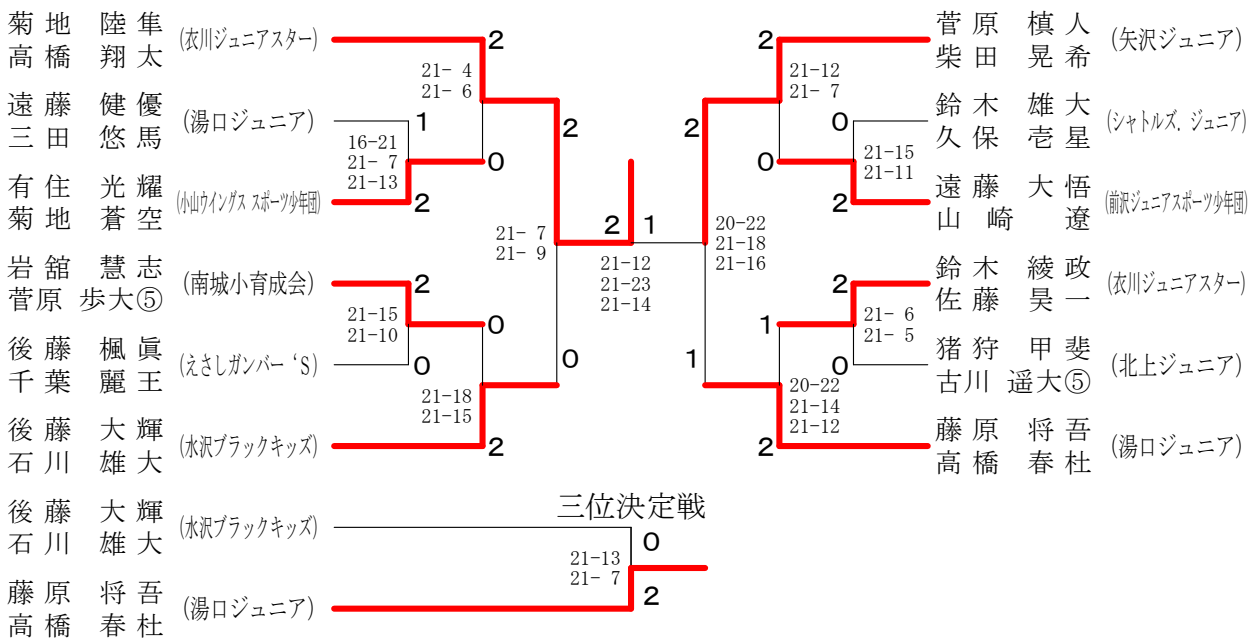 菊地 陸隼
高橋 翔太
(衣川ジュニアスター)
2
21- 4
21- 6
遠藤 健優
三田 悠馬
(湯口ジュニア)
1
16-21
21- 7
21-13
0
有住 光耀
菊地 蒼空
(小山ウイングス スポーツ少年団)
2
2
21- 7
21- 9
岩舘 慧志
菅原 歩大⑤
(南城小育成会)
2
21-15
21-10
0
後藤 楓眞
千葉 麗王
(えさしガンバー‘S)
0
0
21-18
21-15
後藤 大輝
石川 雄大
(水沢ブラックキッズ)
2
2
1
21-12
21-23
21-14
菅原 槙人
柴田 晃希
(矢沢ジュニア)
2
21-12
21- 7
鈴木 雄大
久保 壱星
(シャトルズ.ジュニア)
0
21-15
21-11
0
遠藤 大悟
山崎 遼
(前沢ジュニアスポーツ少年団)
2
2
20-22
21-18
21-16
鈴木 綾政
佐藤 昊一
(衣川ジュニアスター)
2
21- 6
21- 5
1
猪狩 甲斐
古川 遥大⑤
(北上ジュニア)
0
1
20-22
21-14
21-12
藤原 将吾
高橋 春杜
(湯口ジュニア)
2
三位決定戦
後藤 大輝
石川 雄大
(水沢ブラックキッズ)
0
21-13
21- 7
藤原 将吾
高橋 春杜
(湯口ジュニア)
2